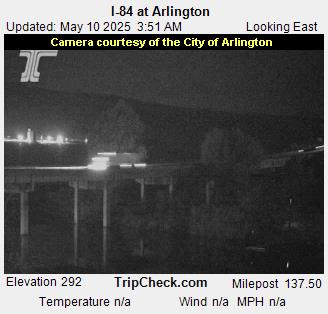 I-84 at Arlington
Updated: May 10 2025 3:51 AM Looking East
Camera courtesy of the City of Arlington
Elevation 292 TripCheck.com Milepost 137.50
Temperature n/a Wind n/a MPH n/a